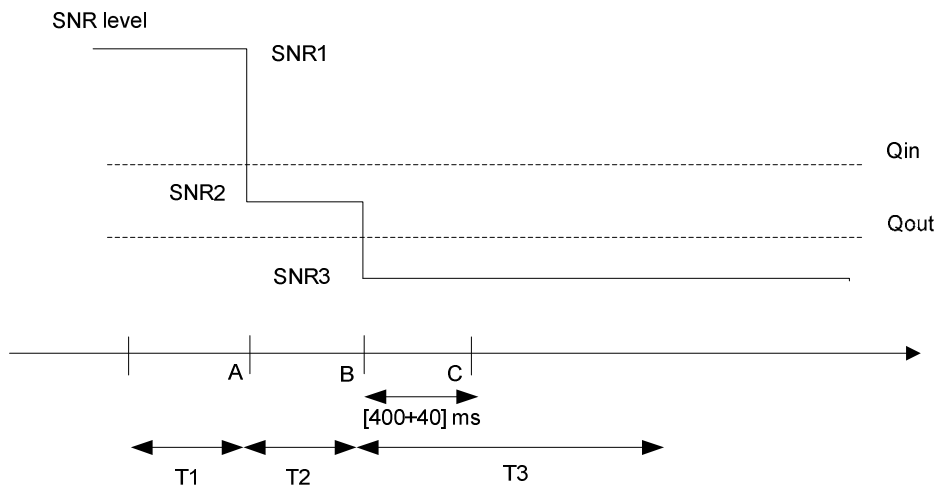 SNR level
SNR1
Qin
SNR2
Qout
SNR3
A
B
C
[400+40] ms
T1
T2
T3